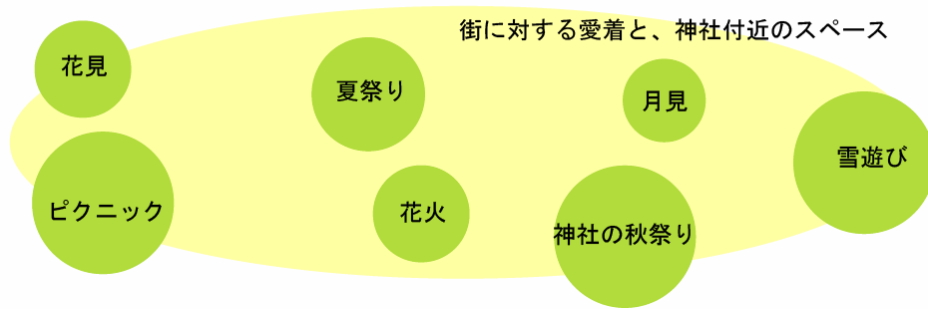 街に対する愛着と、神社付近のスペース
花見
夏祭り
月見
雪遊び
ピクニック
花火
神社の秋祭り